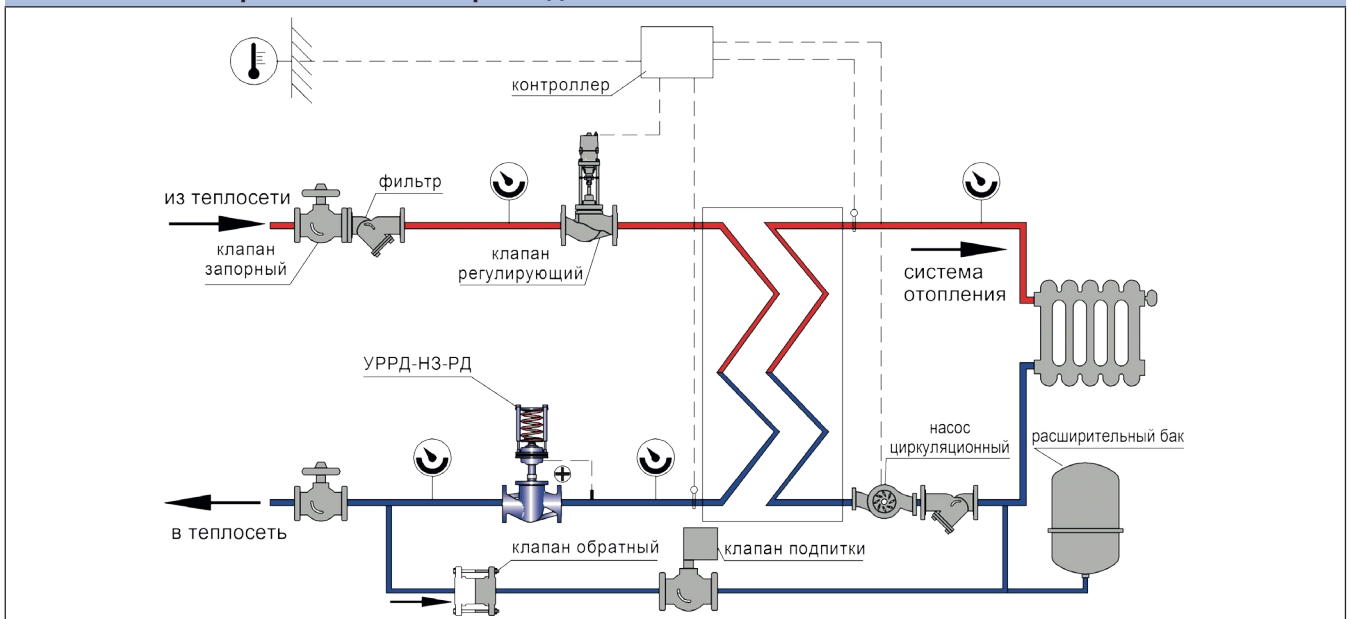 контроллер
из теплосети
фильтр
клапан
запорный
клапан
регулирующий
система
отопления
УРРД-НЗ-РД
насос
циркуляционный
расширительный бак
в теплосеть
клапан обратный
клапан подпитки